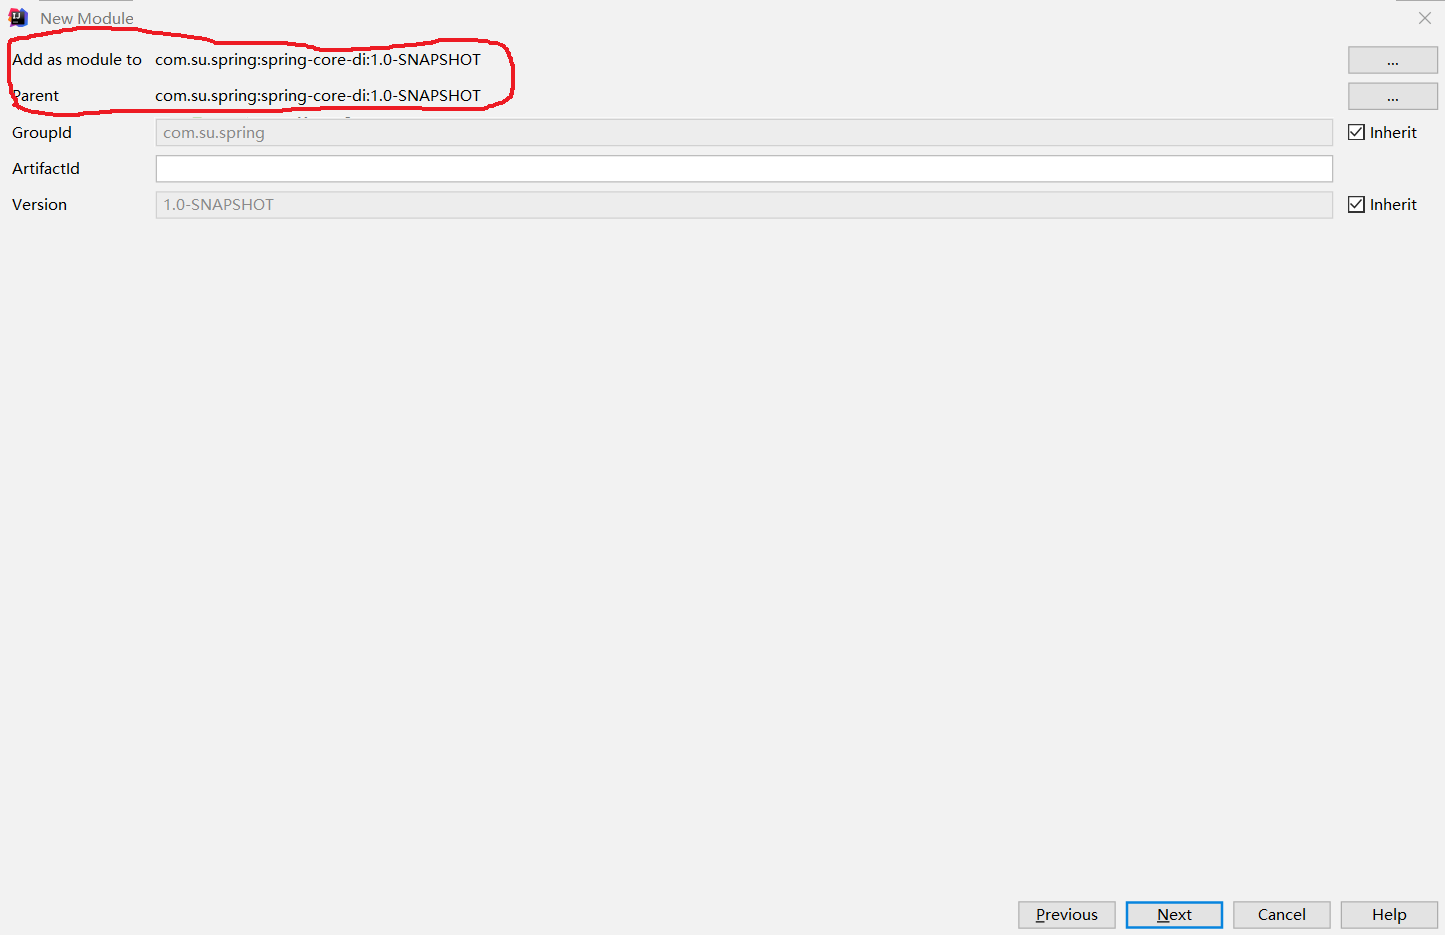 New Module
Add as module to com.su.spring:spring-core-di:1.0-SNAPSHOT ...
Parent com.su.spring:spring-core-di:1.0-SNAPSHOT ...
GroupId com.su.spring Inherit
ArtifactId
Version 1.0-SNAPSHOT Inherit
Previous Next Cancel Help